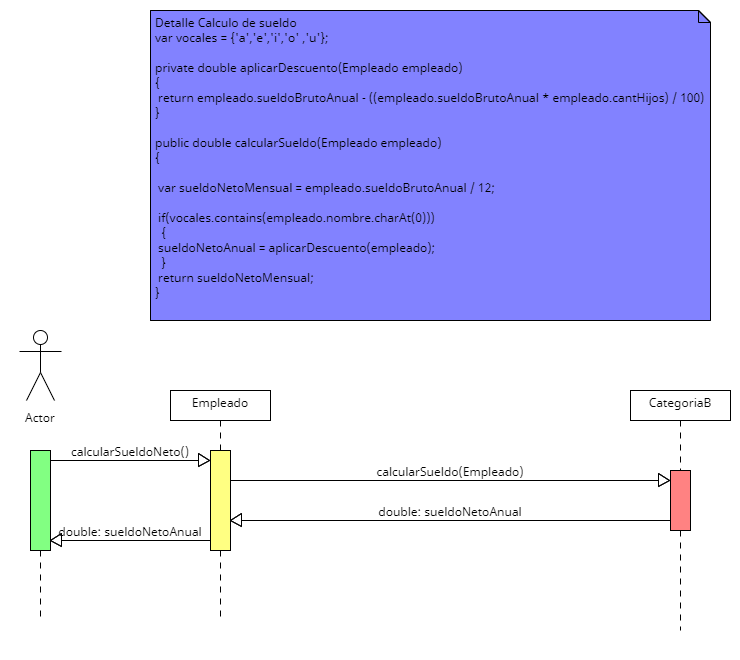 Detalle Calculo de sueldo
var vocales = {'a','e','i','o' ,'u'};
private double aplicarDescuento(Empleado empleado)
{
return empleado.sueldoBrutoAnual - ((empleado.sueldoBrutoAnual * empleado.cantHijos) / 100)
}
public double calcularSueldo(Empleado empleado)
{
var sueldoNetoMensual = empleado.sueldoBrutoAnual / 12;
if(vocales.contains(empleado.nombre.charAt(0)))
{
sueldoNetoAnual = aplicarDescuento(empleado);
}
return sueldoNetoMensual;
}
Actor
Empleado
CategoriaB
calcularSueldoNeto()
calcularSueldo(Empleado)
double: sueldoNetoAnual
double: sueldoNetoAnual